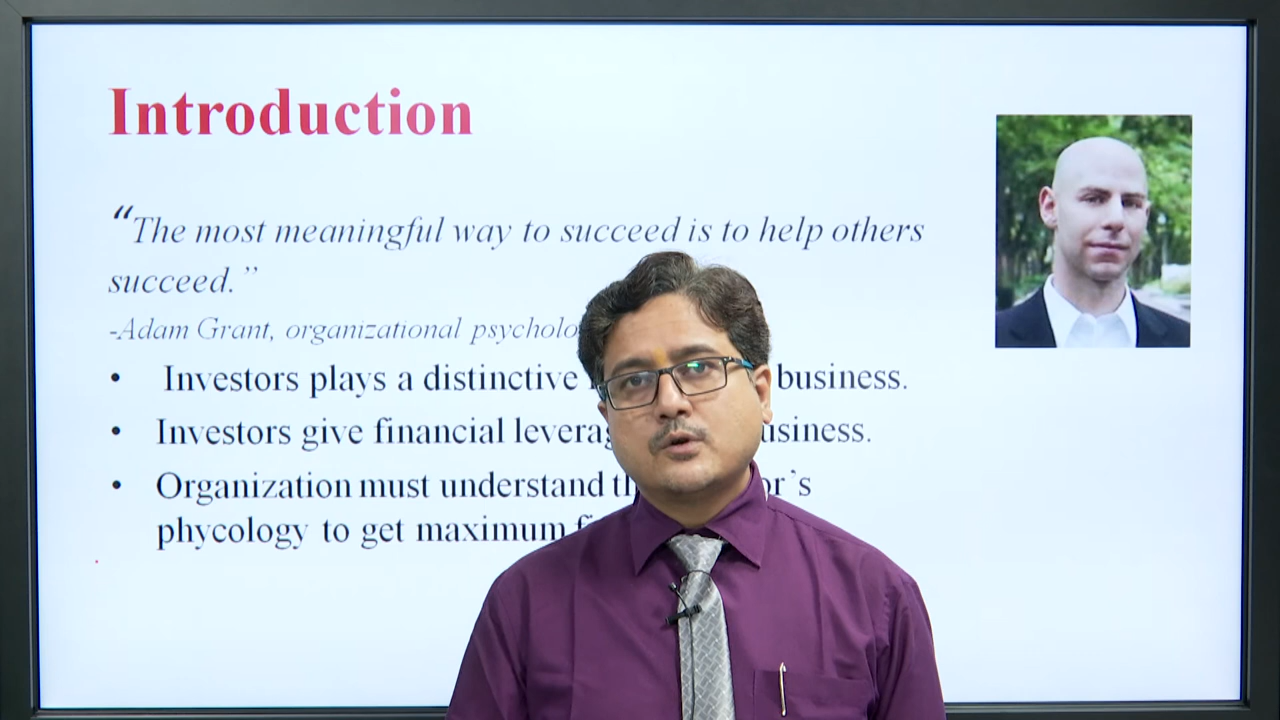 Introduction
“The most meaningful way to succeed is to help others
succeed.”
-Adam Grant, organizational
Investors plays a distinctive business.
Investors give financial
Organization must understand
phycology to get maximum